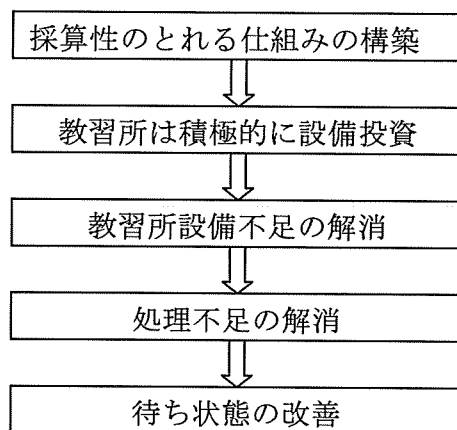 採算性のとれる仕組みの構築
教習所は積極的に設備投資
教習所設備不足の解消
処理不足の解消
待ち状態の改善